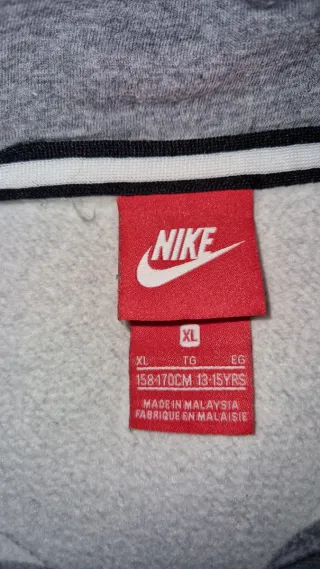 NIKE
XL
XL TG EG
158-170CM 13-15YRS
MADE IN MALAYSIA
FABRIQUE EN MALAISIE